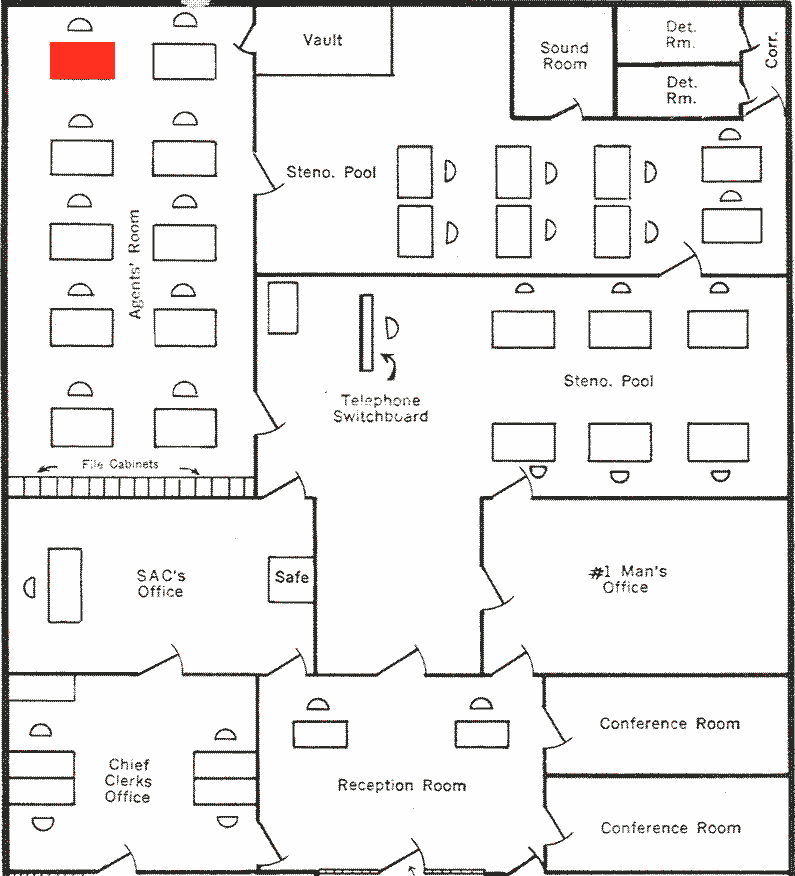 Vault
Sound
Room
Det.
Rm.
Det.
Rm.
Corr.
Steno. Pool
Agents' Room
Telephone
Switchboard
Steno. Pool
File Cabinets
SAC's
Office
Safe
#1 Man's
Office
Chief
Clerks
Office
Reception Room
Conference Room
Conference Room